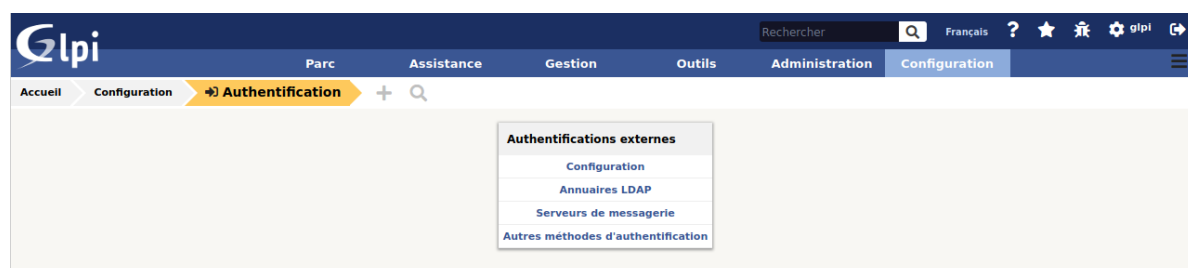 Glpi
Rechercher Français ? glpi
Parc Assistance Gestion Outils Administration Configuration
Accueil Configuration Authentification
Authentifications externes
Configuration
Annuaires LDAP
Serveurs de messagerie
Autres méthodes d'authentification